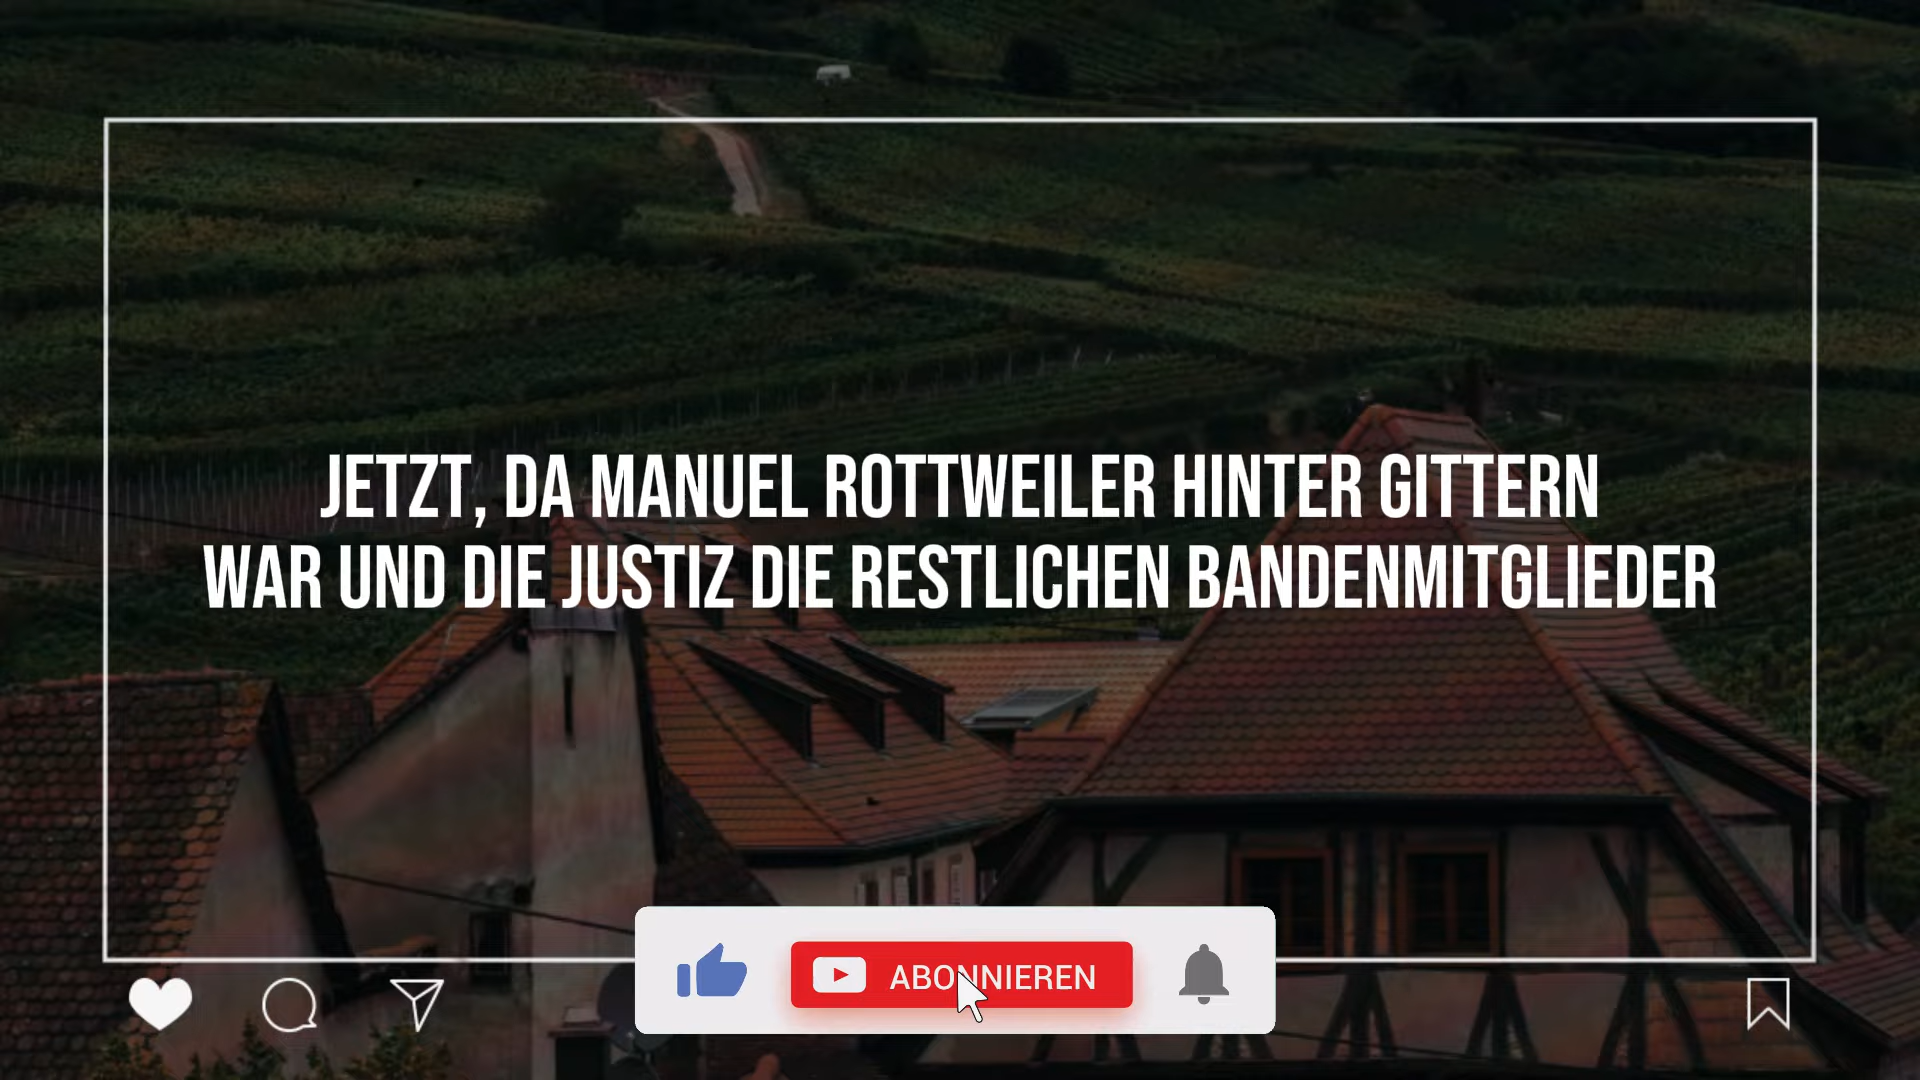 JETZT, DA MANUEL ROTTWEILER HINTER GITTERN
WAR UND DIE JUSTIZ DIE RESTLICHEN BANDENMITGLIEDER
ABONNIEREN